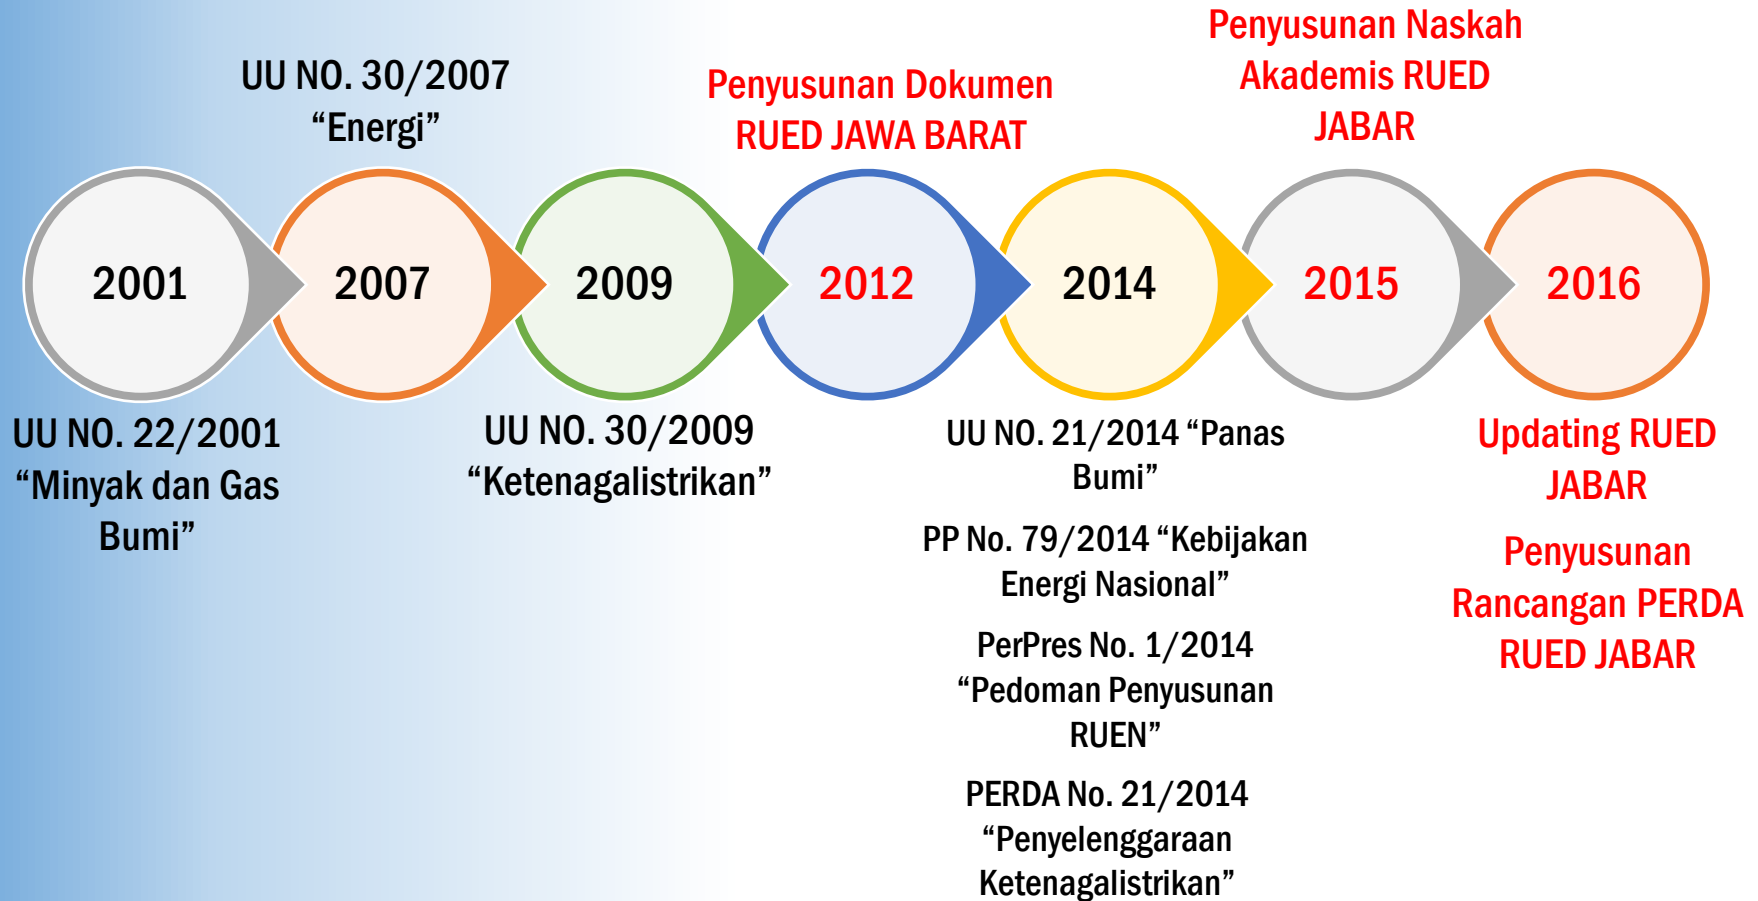 UU NO. 30/2007
“Energi”
Penyusunan Dokumen
RUED JAWA BARAT
Penyusunan Naskah
Akademis RUED
JABAR
2001
2007
2009
2012
2014
2015
2016
UU NO. 22/2001
“Minyak dan Gas
Bumi”
UU NO. 30/2009
“Ketenagalistrikan”
UU NO. 21/2014 “Panas
Bumi”
PP No. 79/2014 “Kebijakan
Energi Nasional”
PerPres No. 1/2014
“Pedoman Penyusunan
RUEN”
PERDA No. 21/2014
“Penyelenggaraan
Ketenagalistrikan”
Updating RUED
JABAR
Penyusunan
Rancangan PERDA
RUED JABAR